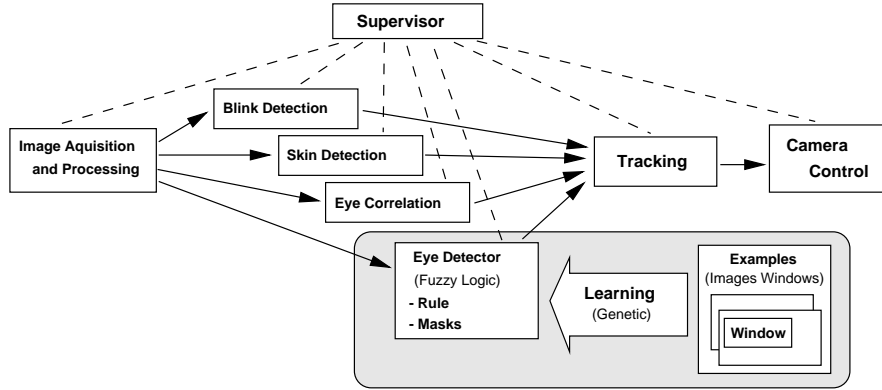 Supervisor
Blink Detection
Image Aquisition
and Processing
Skin Detection
Tracking
Camera
Control
Eye Correlation
Eye Detector
(Fuzzy Logic)
- Rule
- Masks
Learning
(Genetic)
Examples
(Images Windows)
Window